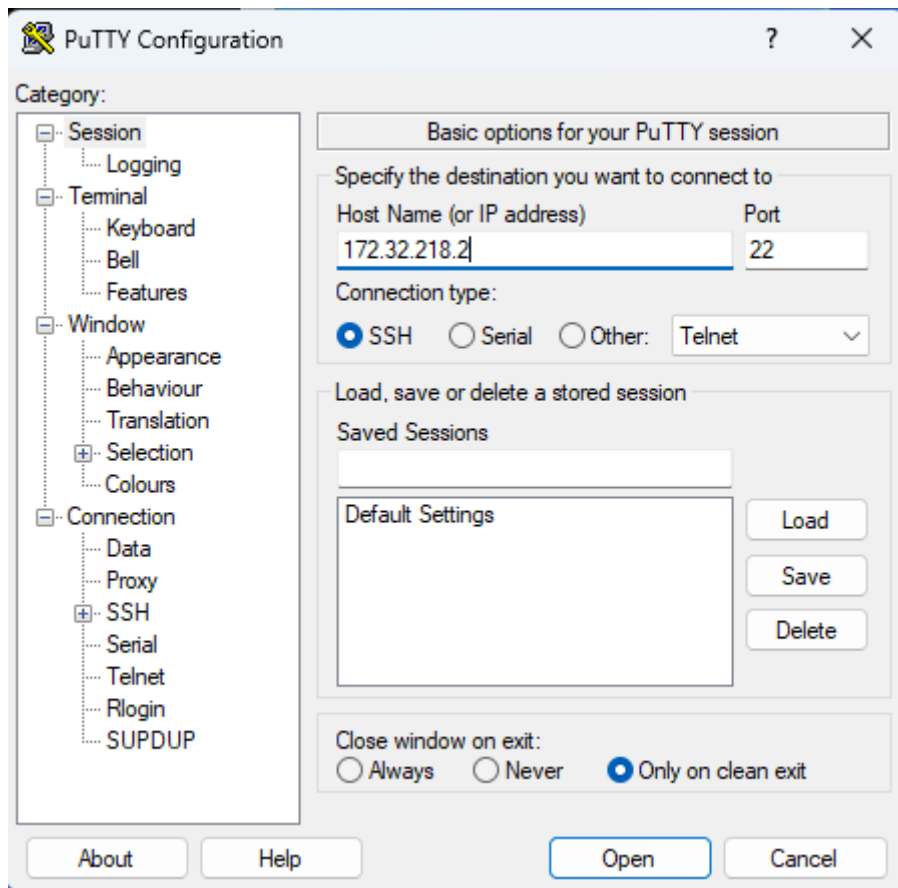 PuTTY Configuration
?
Category:
Session
Logging
Terminal
Keyboard
Bell
Features
Window
Appearance
Behaviour
Translation
Selection
Colours
Connection
Data
Proxy
SSH
Serial
Telnet
Rlogin
SUPDUP
Basic options for your PuTTY session
Specify the destination you want to connect to
Host Name (or IP address) Port
172.32.218.2 22
Connection type:
SSH Serial Other: Telnet
Load, save or delete a stored session
Saved Sessions
Default Settings
Load
Save
Delete
Close window on exit:
Always Never Only on clean exit
About Help Open Cancel